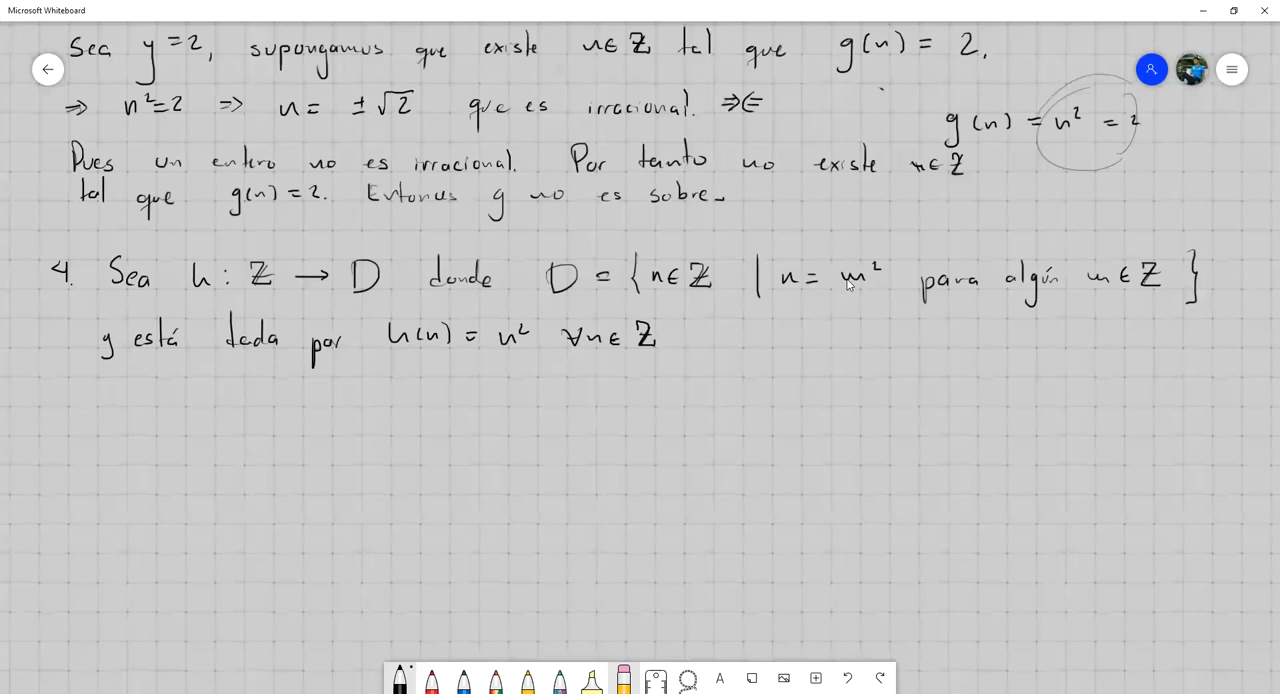 Microsoft Whiteboard
Sea y = 2, supongamos que existe n ∈ ℤ tal que g(n) = 2.
⇒ n² = 2 ⇒ n = ±√2 que es irracional. ⇒⇐
g(n) = n² = 2
Pues un entero no es irracional. Por tanto no existe n ∈ ℤ
tal que g(n) = 2. Entonces g no es sobre.
4. Sea h : ℤ → D donde D = { n ∈ ℤ | n = m² para algún m ∈ ℤ }
y está dada por h(n) = n² ∀n ∈ ℤ